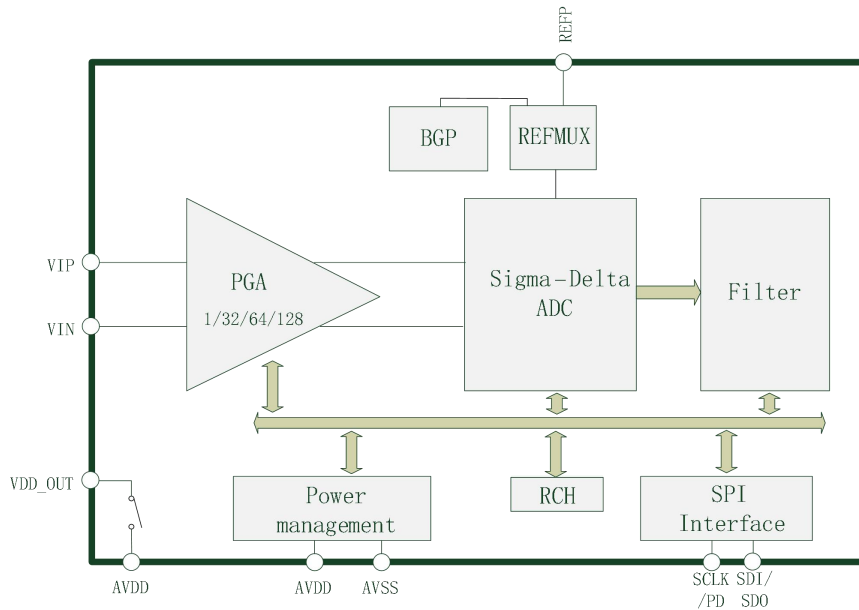 REFP
BGP
REFMUX
VIP
PGA
Sigma-Delta
ADC
Filter
1/32/64/128
VIN
VDD_OUT
Power
management
RCH
SPI
Interface
AVDD
AVDD
AVSS
SCLK
/PD
SDI/
SDO